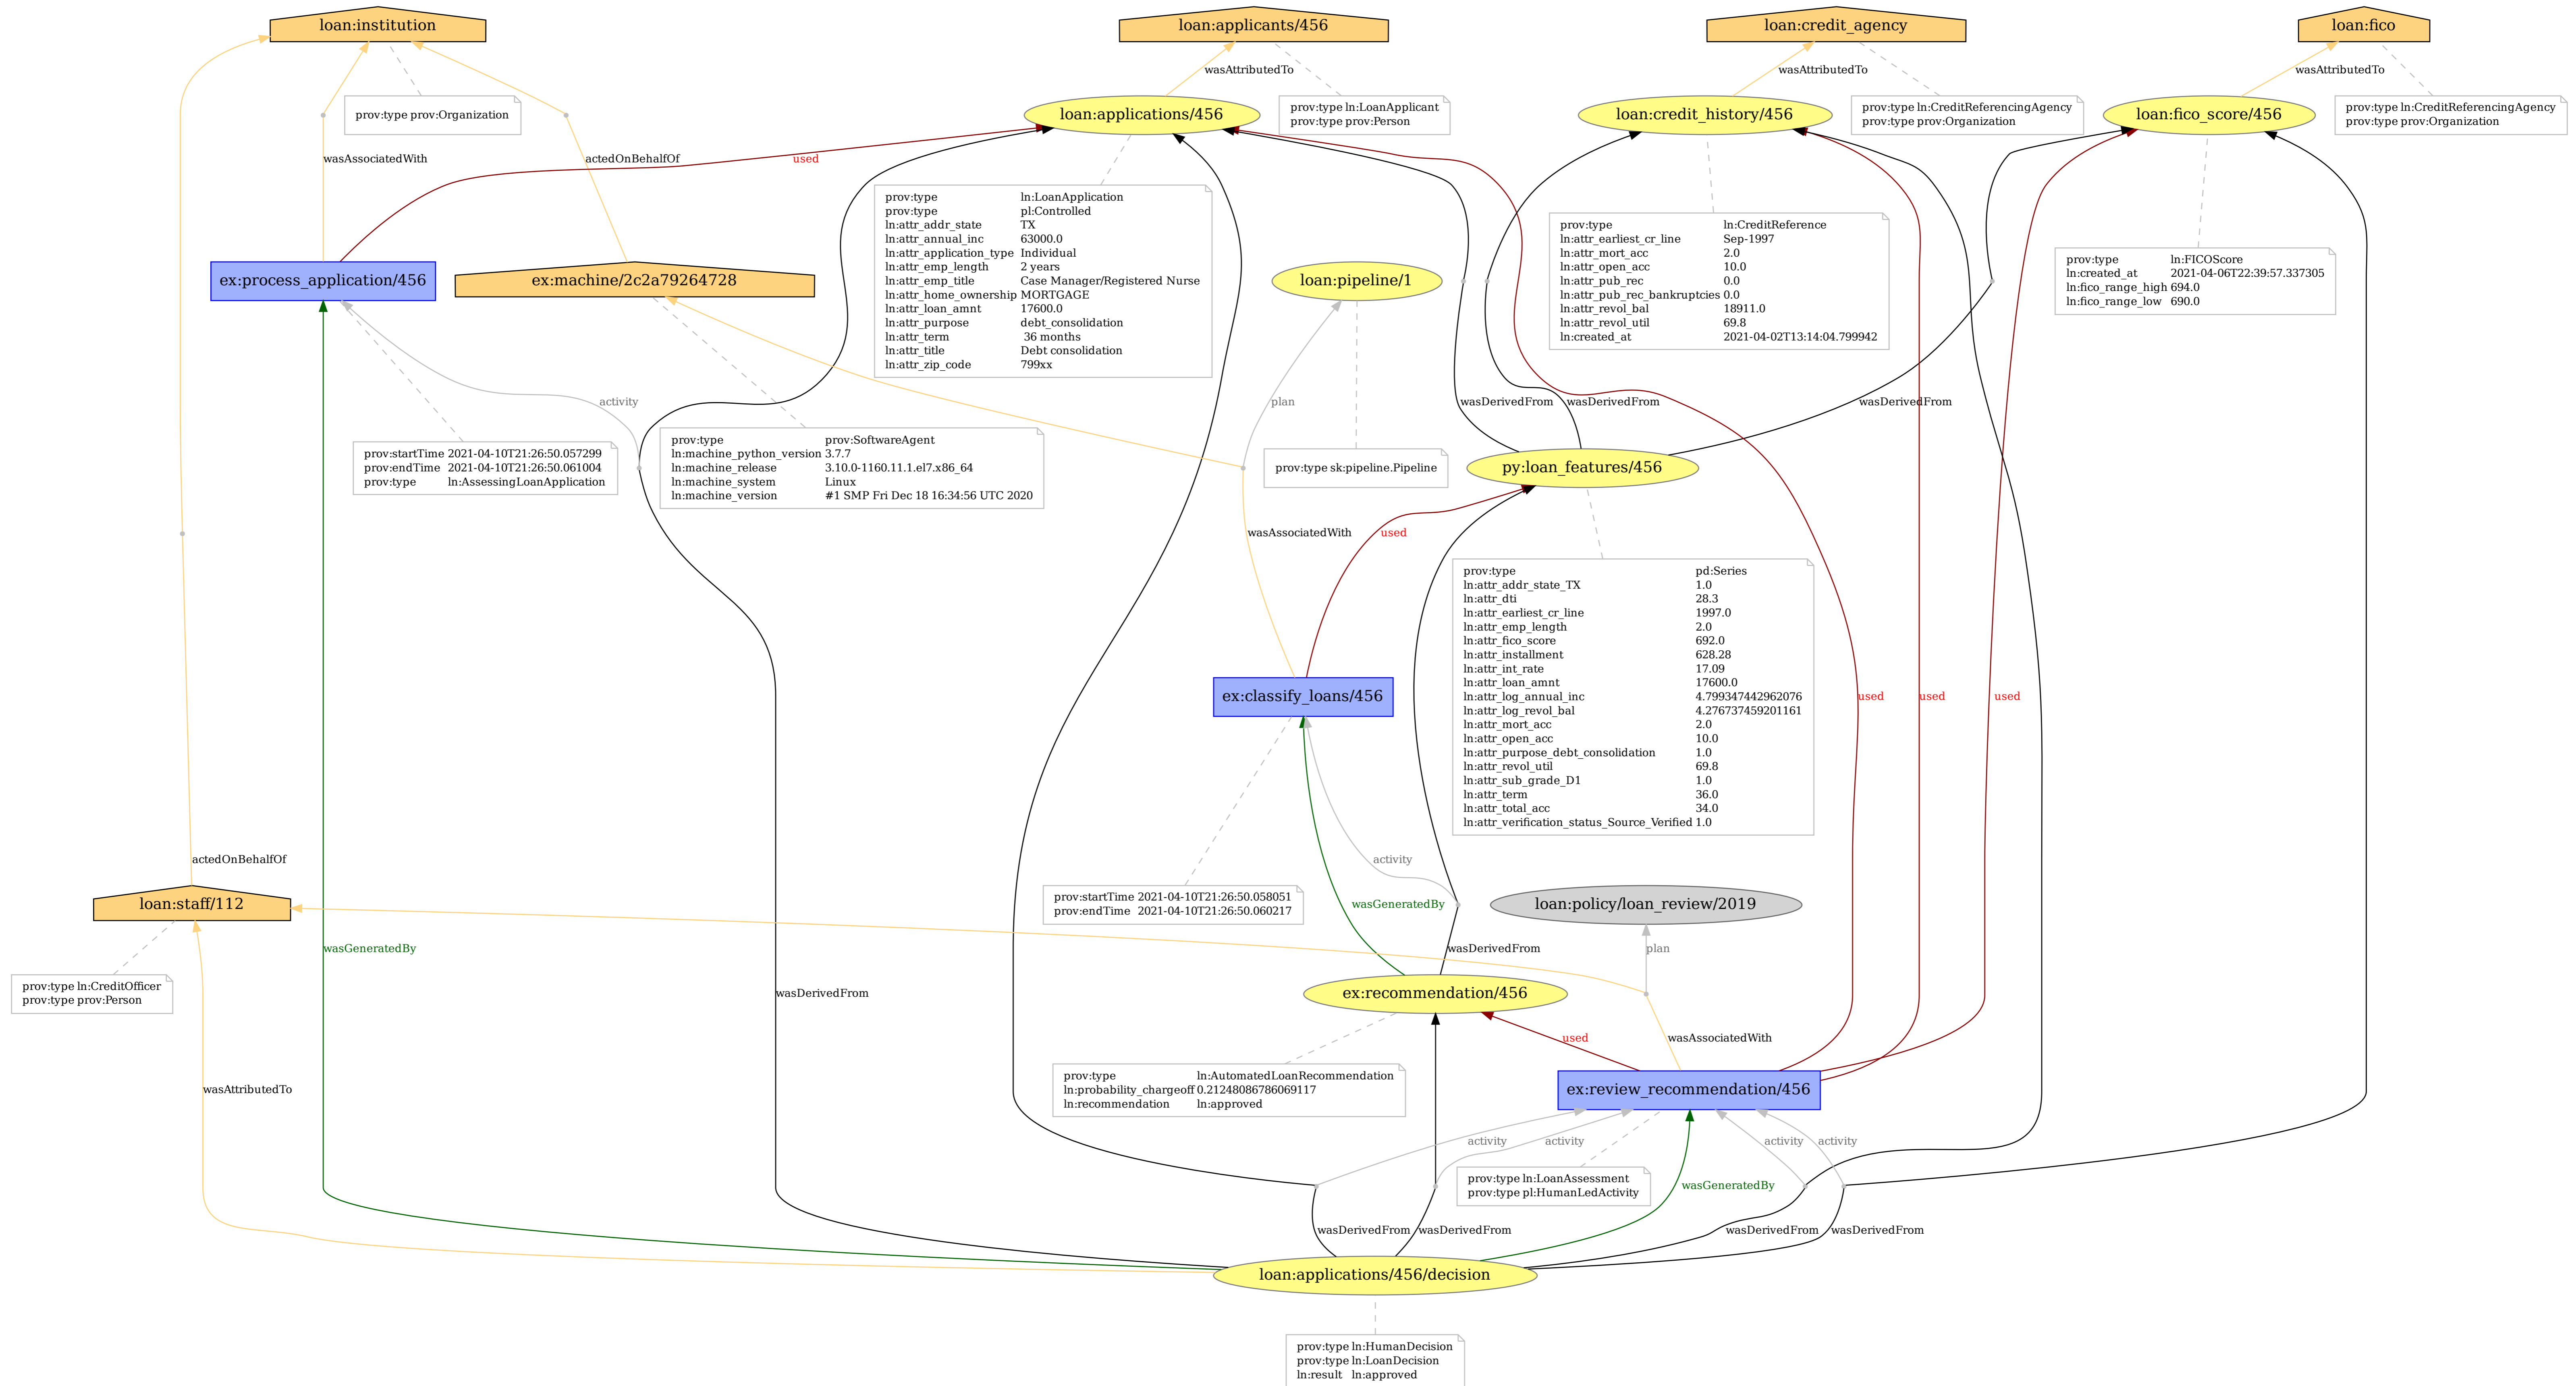 loan:institution
loan:applicants/456
loan:credit_agency
loan:fico
wasAttributedTo
wasAttributedTo
wasAttributedTo
prov:type prov:Organization
loan:applications/456
prov:type ln:LoanApplicant
prov:type prov:Person
loan:credit_history/456
prov:type ln:CreditReferencingAgency
prov:type prov:Organization
loan:fico_score/456
prov:type ln:CreditReferencingAgency
prov:type prov:Organization
wasAssociatedWith
actedOnBehalfOf
used
ex:process_application/456
ex:machine/2c2a79264728
prov:type ln:LoanApplication
prov:type pl:Controlled
ln:attr_addr_state TX
ln:attr_annual_inc 63000.0
ln:attr_application_type Individual
ln:attr_emp_length 2 years
ln:attr_emp_title Case Manager/Registered Nurse
ln:attr_home_ownership MORTGAGE
ln:attr_loan_amnt 17600.0
ln:attr_purpose debt_consolidation
ln:attr_term 36 months
ln:attr_title Debt consolidation
ln:attr_zip_code 799xx
loan:pipeline/1
prov:type ln:CreditReference
ln:attr_earliest_cr_line Sep-1997
ln:attr_mort_acc 2.0
ln:attr_open_acc 10.0
ln:attr_pub_rec 0.0
ln:attr_pub_rec_bankruptcies 0.0
ln:attr_revol_bal 18911.0
ln:attr_revol_util 69.8
ln:created_at 2021-04-02T13:14:04.799942
prov:type ln:FICOScore
ln:created_at 2021-04-06T22:39:57.337305
ln:fico_range_high 694.0
ln:fico_range_low 690.0
activity
plan
wasDerivedFrom
wasDerivedFrom
wasDerivedFrom
prov:startTime 2021-04-10T21:26:50.057299
prov:endTime 2021-04-10T21:26:50.061004
prov:type ln:AssessingLoanApplication
prov:type prov:SoftwareAgent
ln:machine_python_version 3.7.7
ln:machine_release 3.10.0-1160.11.1.el7.x86_64
ln:machine_system Linux
ln:machine_version #1 SMP Fri Dec 18 16:34:56 UTC 2020
prov:type sk:pipeline.Pipeline
py:loan_features/456
wasAssociatedWith
used
prov:type pd:Series
ln:attr_addr_state_TX 1.0
ln:attr_dti 28.3
ln:attr_earliest_cr_line 1997.0
ln:attr_emp_length 2.0
ln:attr_fico_score 692.0
ln:attr_installment 628.28
ln:attr_int_rate 17.09
ln:attr_loan_amnt 17600.0
ln:attr_log_annual_inc 4.799347442962076
ln:attr_log_revol_bal 4.276737459201161
ln:attr_mort_acc 2.0
ln:attr_open_acc 10.0
ln:attr_purpose_debt_consolidation 1.0
ln:attr_revol_util 69.8
ln:attr_sub_grade_D1 1.0
ln:attr_term 36.0
ln:attr_total_acc 34.0
ln:attr_verification_status_Source_Verified 1.0
ex:classify_loans/456
used
used
used
actedOnBehalfOf
activity
loan:staff/112
prov:startTime 2021-04-10T21:26:50.058051
prov:endTime 2021-04-10T21:26:50.060217
wasGeneratedBy
loan:policy/loan_review/2019
wasGeneratedBy
wasDerivedFrom
plan
prov:type ln:CreditOfficer
prov:type prov:Person
wasDerivedFrom
ex:recommendation/456
used
wasAssociatedWith
wasAttributedTo
prov:type ln:AutomatedLoanRecommendation
ln:probability_chargeoff 0.21248086786069117
ln:recommendation ln:approved
ex:review_recommendation/456
activity
activity
activity
activity
prov:type ln:LoanAssessment
prov:type pl:HumanLedActivity
wasGeneratedBy
wasDerivedFrom
wasDerivedFrom
wasDerivedFrom
wasDerivedFrom
loan:applications/456/decision
prov:type ln:HumanDecision
prov:type ln:LoanDecision
ln:result ln:approved